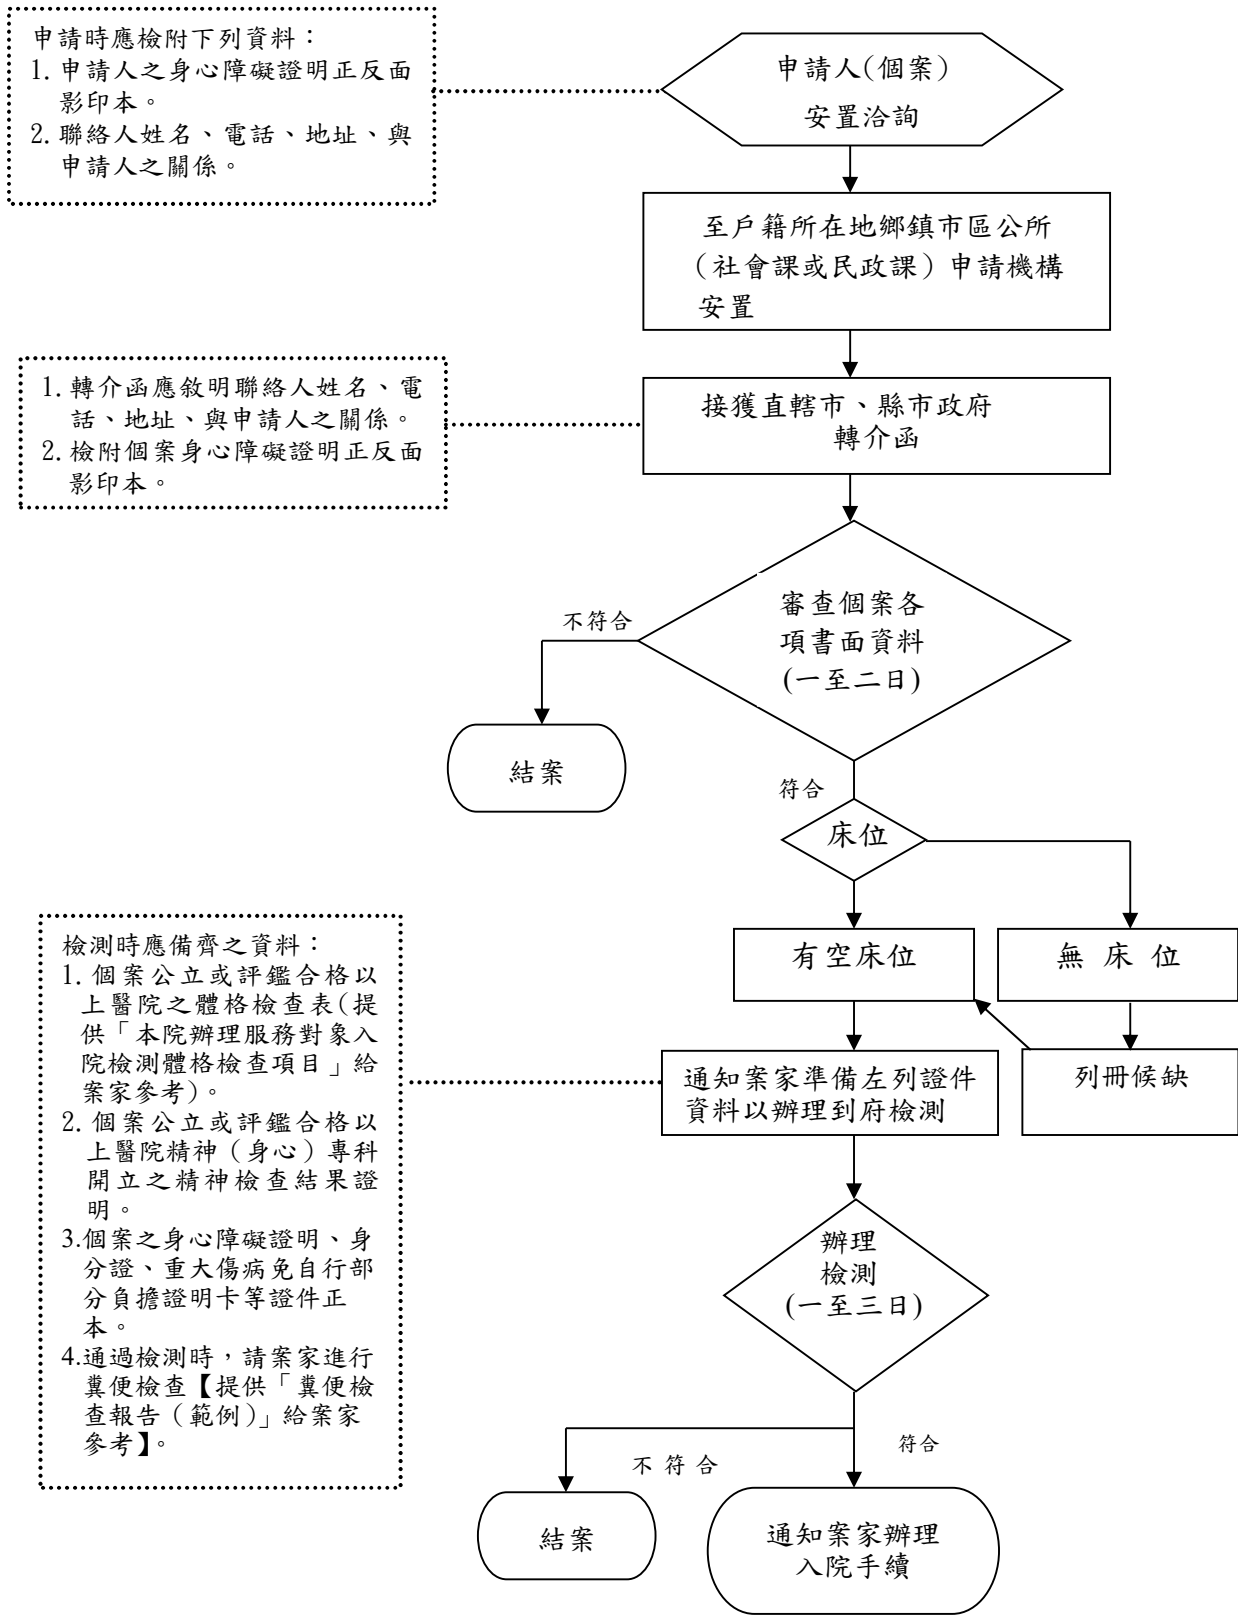 申請時應檢附下列資料：
1. 申請人之身心障礙證明正反面
影印本。
2. 聯絡人姓名、電話、地址、與
申請人之關係。
申請人(個案)
安置洽詢
至戶籍所在地鄉鎮市區公所
（社會課或民政課）申請機構
安置
1. 轉介函應敘明聯絡人姓名、電
話、地址、與申請人之關係。
2. 檢附個案身心障礙證明正反面
影印本。
接獲直轄市、縣市政府
轉介函
審查個案各
項書面資料
(一至二日)
不符合
結案
符合
床位
有空床位
無 床 位
檢測時應備齊之資料：
1. 個案公立或評鑑合格以
上醫院之體格檢查表(提
供「本院辦理服務對象入
院檢測體格檢查項目」給
案家參考)。
2. 個案公立或評鑑合格以
上醫院精神（身心）專科
開立之精神檢查結果證
明。
3.個案之身心障礙證明、身
分證、重大傷病免自行部
分負擔證明卡等證件正
本。
4.通過檢測時，請案家進行
糞便檢查【提供「糞便檢
查報告（範例）」給案家
參考】。
通知案家準備左列證件
資料以辦理到府檢測
列冊候缺
辦理
檢測
(一至三日)
不 符 合
符合
結案
通知案家辦理
入院手續